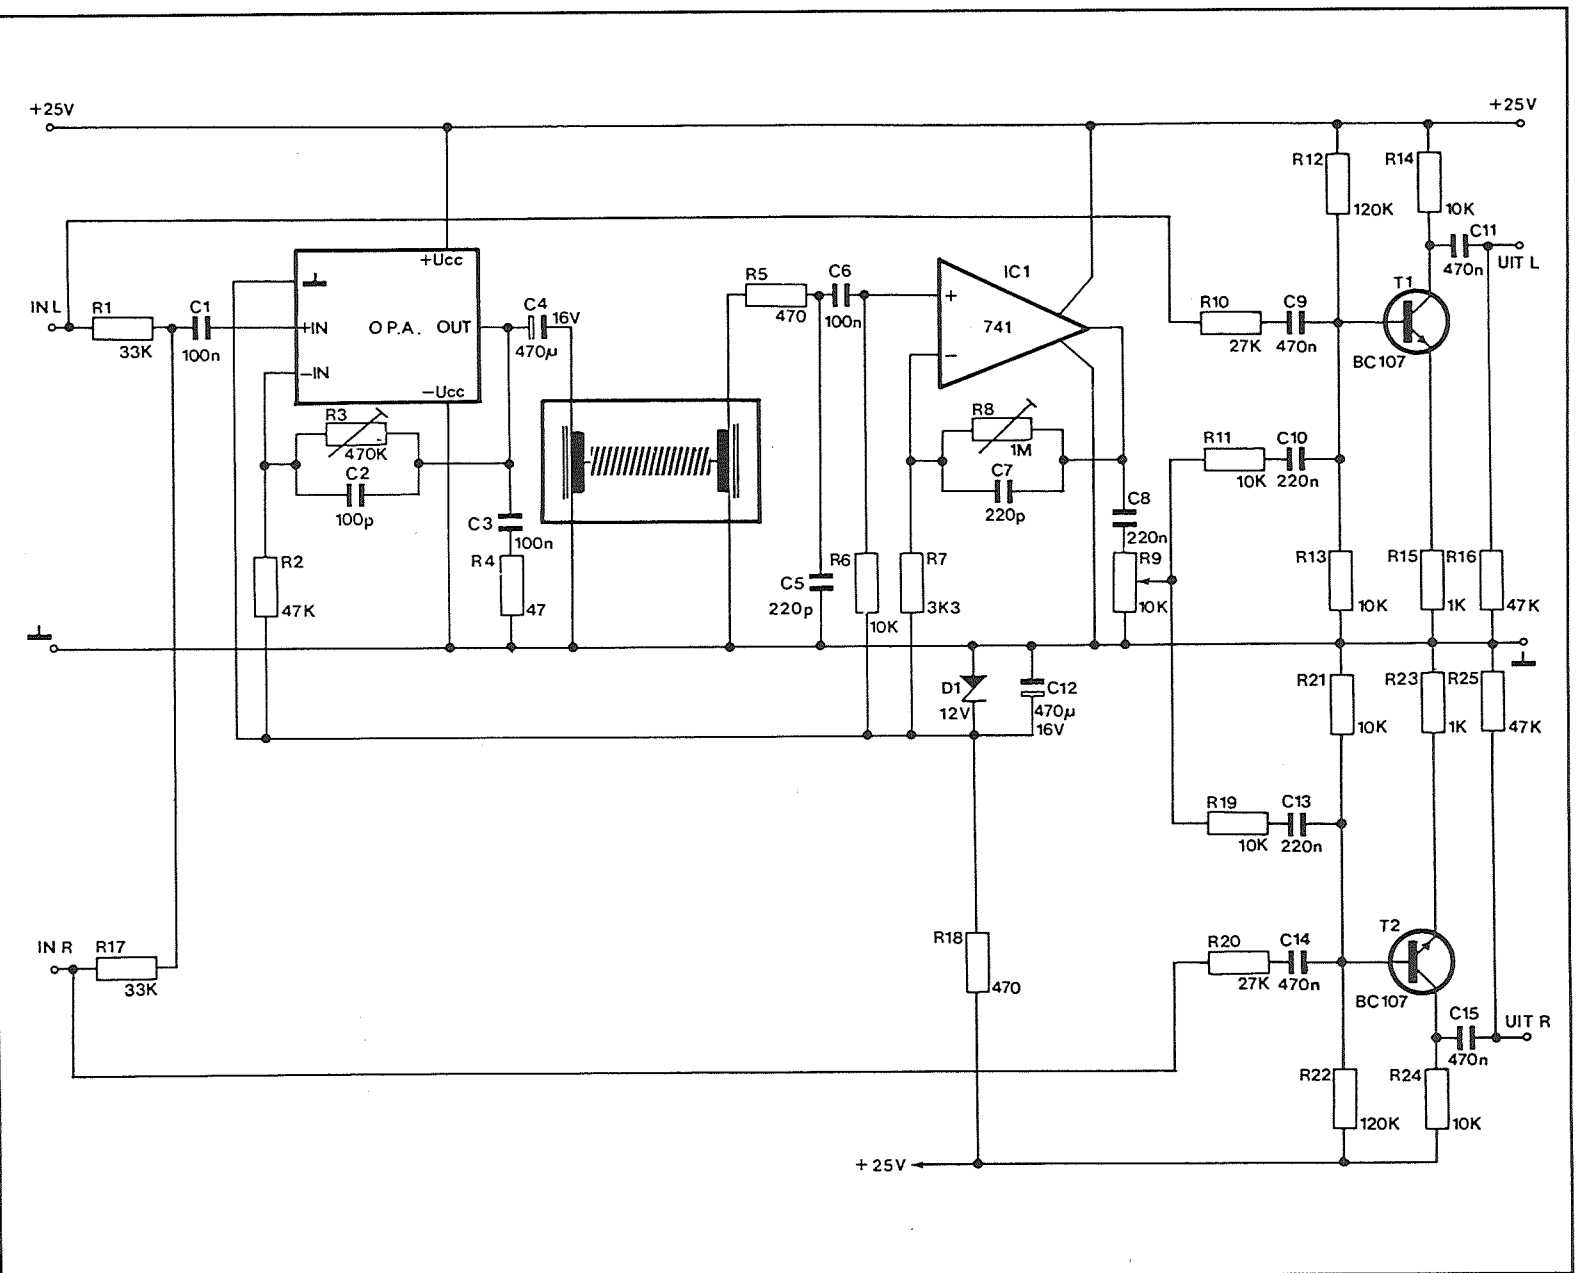 +25V
+25V
R12
120K
R14
10K
C11
470n
UIT L
+Ucc
IN L
R1
33K
C1
100n
+IN
O P.A.
OUT
-IN
-Ucc
C4
16V
470µ
R5
470
C6
100n
IC1
+
741
-
R10
27K
C9
470n
T1
BC107
R3
470K
C2
100p
R8
1M
C7
220p
R11
10K
C10
220n
C3
100n
R4
47
R2
47K
C5
220p
R6
10K
R7
3K3
C8
220n
R9
10K
R13
10K
R15
1K
R16
47K
D1
12V
C12
470µ
16V
R21
10K
R23
1K
R25
47K
R19
10K
C13
220n
IN R
R17
33K
R18
470
R20
27K
C14
470n
T2
BC107
C15
470n
UIT R
R22
120K
R24
10K
+ 25V